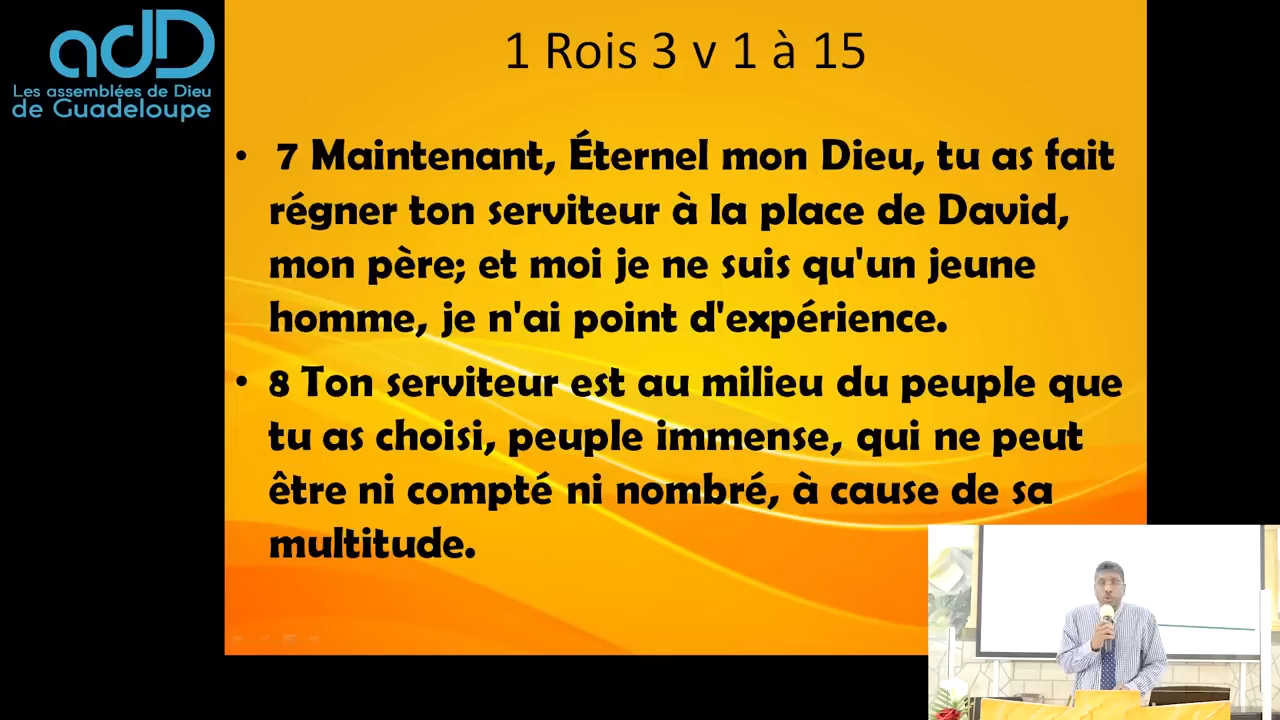 adD
Les assemblées de Dieu
de Guadeloupe
1 Rois 3 v 1 à 15
• 7 Maintenant, Éternel mon Dieu, tu as fait
régner ton serviteur à la place de David,
mon père; et moi je ne suis qu'un jeune
homme, je n'ai point d'expérience.
• 8 Ton serviteur est au milieu du peuple que
tu as choisi, peuple immense, qui ne peut
être ni compté ni nombré, à cause de sa
multitude.